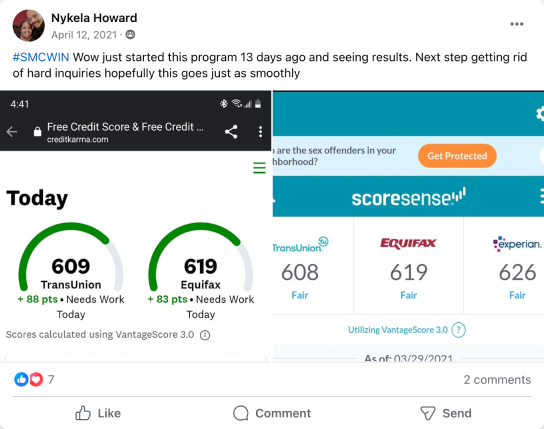 Nykela Howard
April 12, 2021 ·
#SMCWIN Wow just started this program 13 days ago and seeing results. Next step getting rid
of hard inquiries hopefully this goes just as smoothly
4:41
Free Credit Score & Free Credit ...
creditkarma.com
Today
609
TransUnion
+ 88 pts • Needs Work
Today
619
Equifax
+ 83 pts • Needs Work
Today
Scores calculated using VantageScore 3.0
are the sex offenders in your
hborhood?
Get Protected
scoresense
TransUnion
tu
EQUIFAX
experian.
608
619
626
Fair
Fair
Fair
Utilizing VantageScore 3.0 ?
As of: 03/29/2021
7
2 comments
Like
Comment
Send